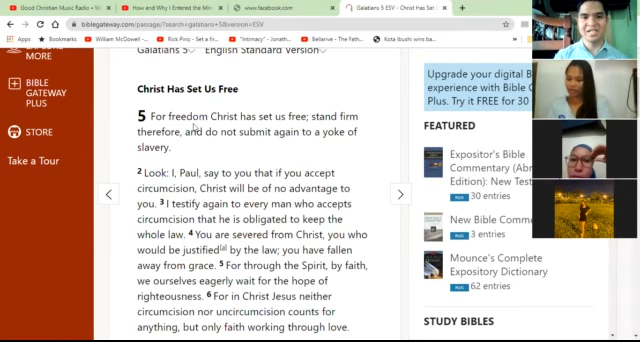 Good Christian Music Radio • W
How and Why I Entered the Minis
www.facebook.com
Galatians 5 ESV - Christ Has Set U
biblegateway.com/passage/?search=galatians+5&version=ESV
Apps
Bookmarks
William McDowell -
Rick Pino - Set a fir
"Intimacy" - Jonath
Bellarive - The Father
Kota Ibushi wins ba
EXPLORE
MORE
BIBLE
GATEWAY
PLUS
STORE
Take a Tour
Galatians 5
English Standard Version
Christ Has Set Us Free
5 For freedom Christ has set us free; stand firm
therefore, and do not submit again to a yoke of
slavery.
2 Look: I, Paul, say to you that if you accept
circumcision, Christ will be of no advantage to
you. 3 I testify again to every man who accepts
circumcision that he is obligated to keep the
whole law. 4 You are severed from Christ, you who
would be justified[a] by the law; you have fallen
away from grace. 5 For through the Spirit, by faith,
we ourselves eagerly wait for the hope of
righteousness. 6 For in Christ Jesus neither
circumcision nor uncircumcision counts for
anything, but only faith working through love.
Upgrade your digital B
experience with Bible G
Plus. Try it FREE for 30
FEATURED
Expositor's Bible
Commentary (Abr
Edition): New Test
PLUS 30 entries
New Bible Comme
PLUS 3 entries
Mounce's Complete
Expository Dictionary
PLUS 62 entries
STUDY BIBLES